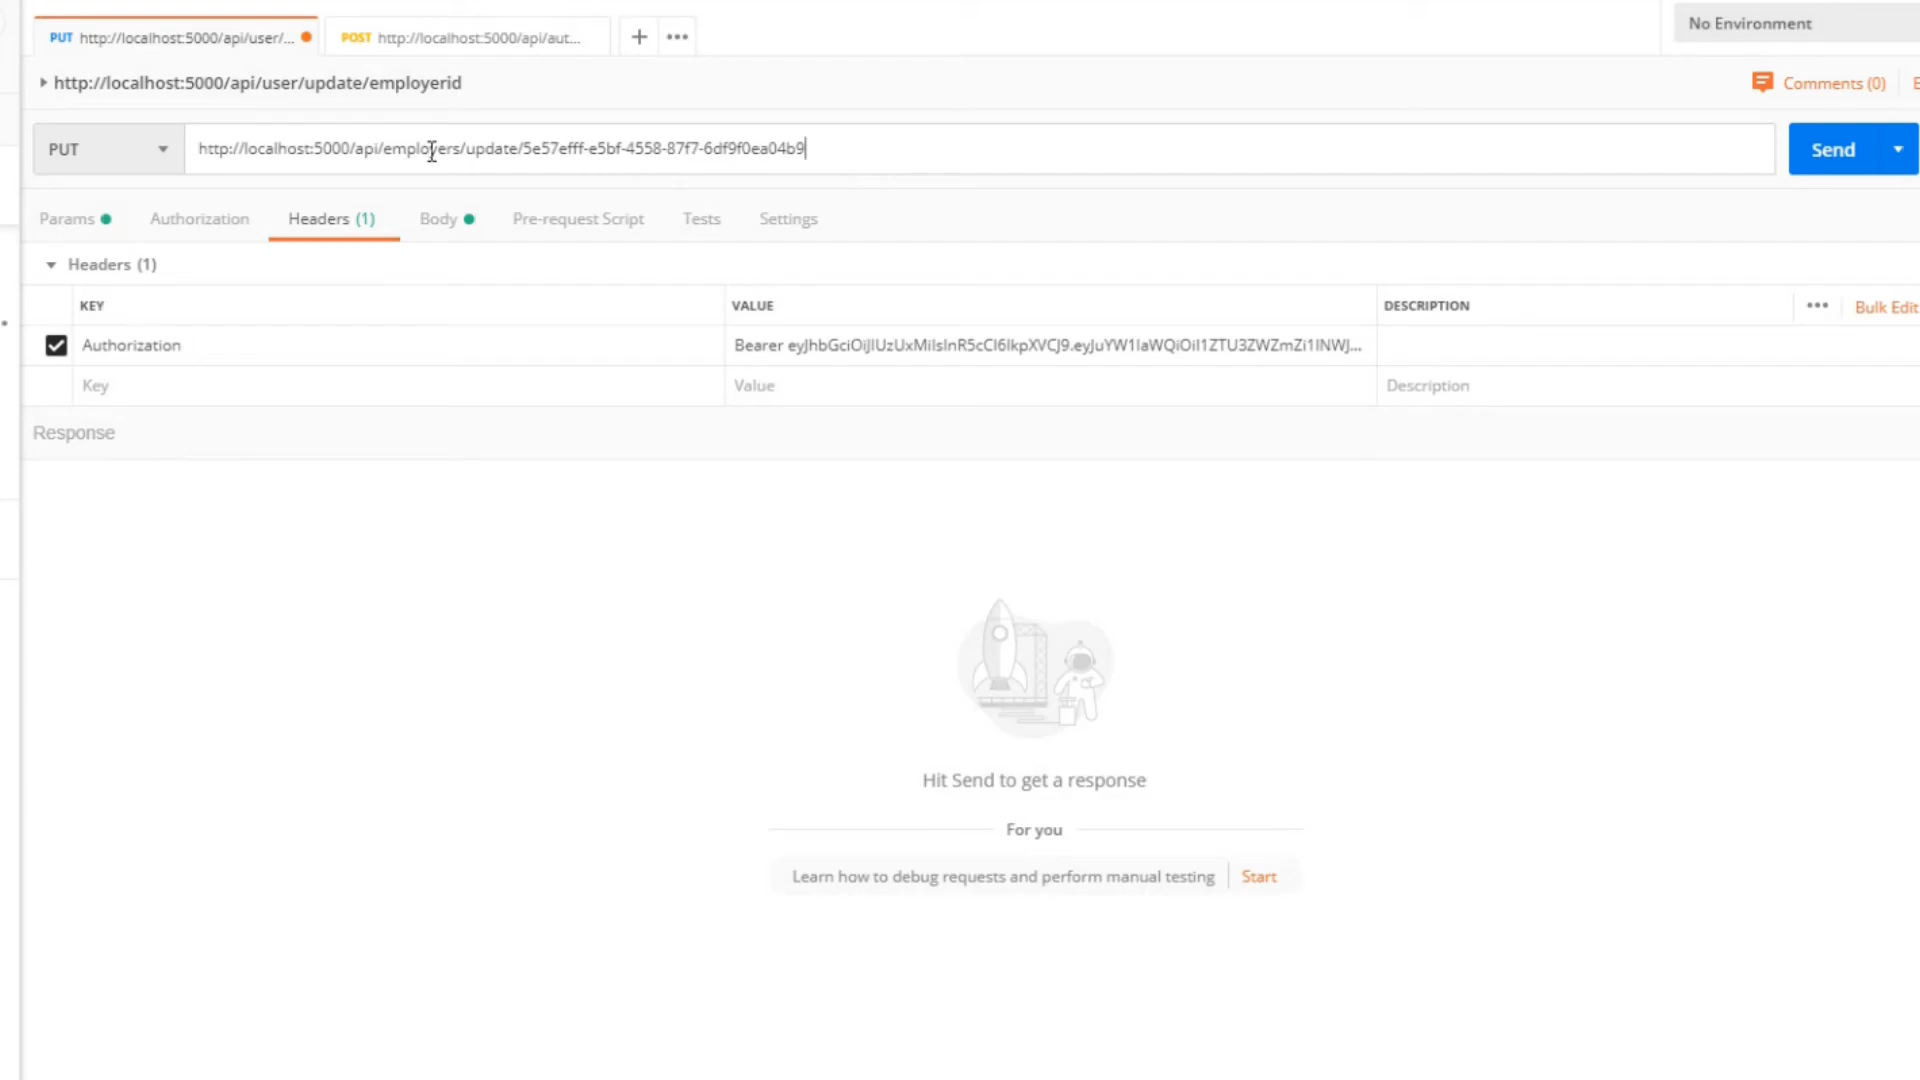 PUT http://localhost:5000/api/user/... POST http://localhost:5000/api/aut... + ••• No Environment
http://localhost:5000/api/user/update/employerid Comments (0)
PUT http://localhost:5000/api/employers/update/5e57efff-e5bf-4558-87f7-6df9f0ea04b9 Send
Params Authorization Headers (1) Body Pre-request Script Tests Settings
Headers (1)
KEY VALUE DESCRIPTION ••• Bulk Edit
Authorization Bearer eyJhbGciOiJIUzUxMiIsInR5cCI6IkpXVCJ9.eyJuYW1laWQiOiI1ZTU3ZWZmZi1lNWJ...
Key Value Description
Response
Hit Send to get a response
For you
Learn how to debug requests and perform manual testing Start